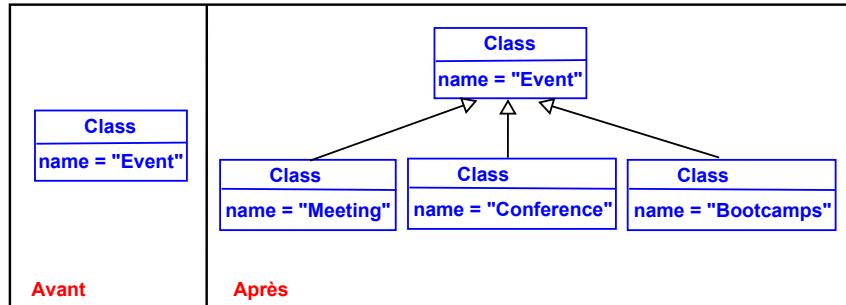 Class
name = "Event"
Avant
Class
name = "Event"
Class
name = "Meeting"
Class
name = "Conference"
Class
name = "Bootcamps"
Après